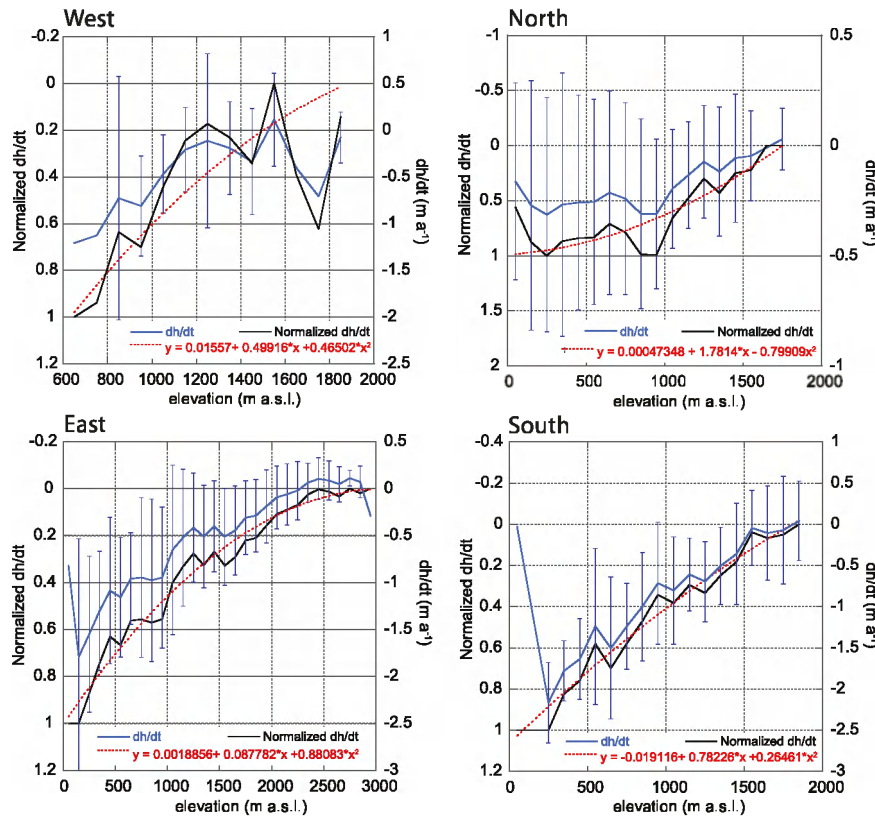 West
-0.2
0
0.2
0.4
0.6
0.8
1
1.2
Normalized dh/dt
1
0.5
0
-0.5
-1
-1.5
-2
-2.5
dh/dt (m a⁻¹)
dh/dt
Normalized dh/dt
y = 0.01557+ 0.49916*x +0.46502*x²
600 800 1000 1200 1400 1600 1800 2000
elevation (m a.s.l.)
North
-1
-0.5
0
0.5
1
1.5
2
Normalized dh/dt
0.5
0
-0.5
-1
dh/dt (m a⁻¹)
dh/dt
Normalized dh/dt
y = 0.00047348 + 1.7814*x - 0.79909x²
0 500 1000 1500 2000
elevation (m a.s.l.)
East
-0.2
0
0.2
0.4
0.6
0.8
1
1.2
Normalized dh/dt
0.5
0
-0.5
-1
-1.5
-2
-2.5
-3
dh/dt (m a⁻¹)
dh/dt
Normalized dh/dt
y = 0.0018856+ 0.087782*x +0.88083*x²
0 500 1000 1500 2000 2500 3000
elevation (m a.s.l.)
South
-0.4
-0.2
0
0.2
0.4
0.6
0.8
1
1.2
Normalized dh/dt
1
0.5
0
-0.5
-1
-1.5
-2
-2.5
-3
dh/dt (m a⁻¹)
dh/dt
Normalized dh/dt
y = -0.019116+ 0.78226*x +0.26461*x²
0 500 1000 1500 2000
elevation (m a.s.l.)